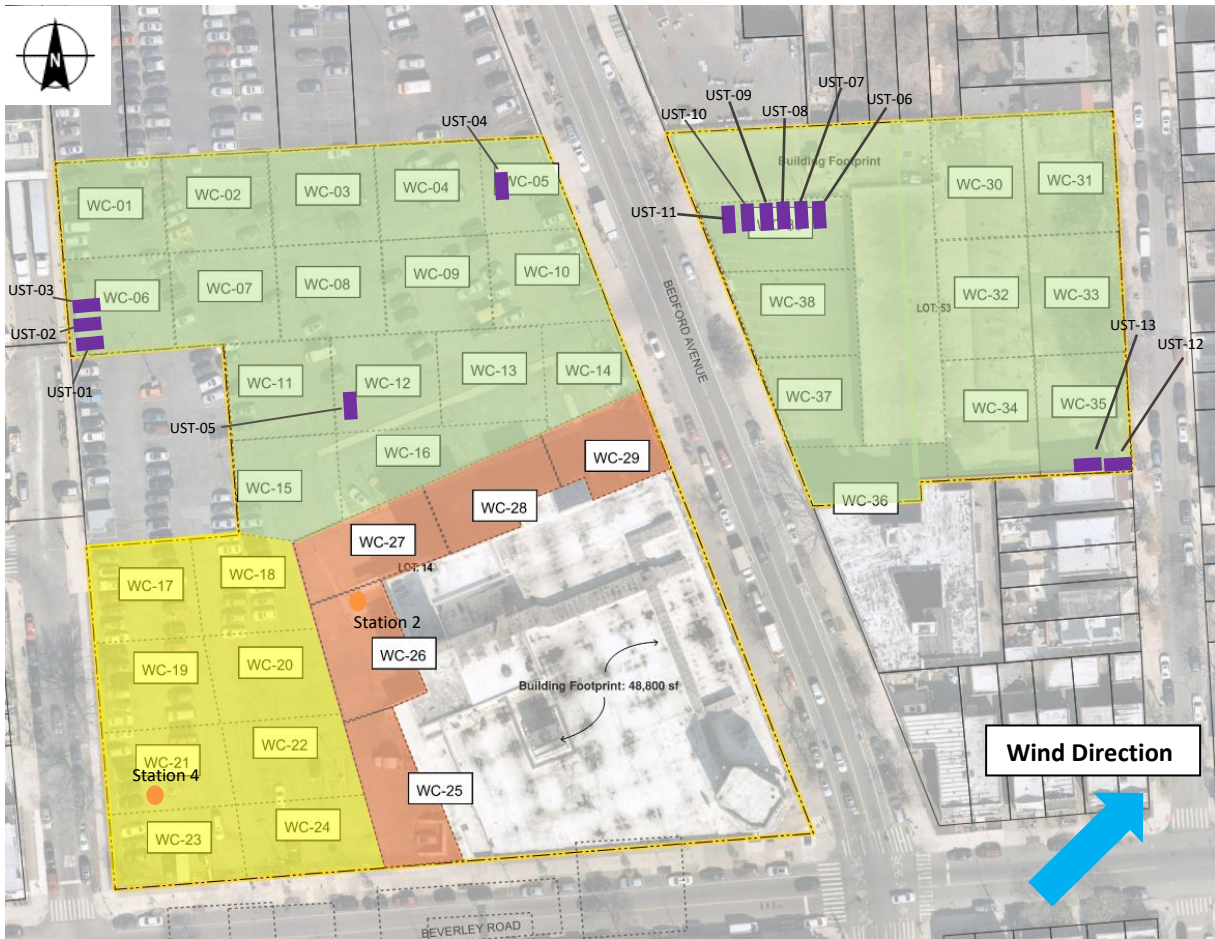 N
UST-07
UST-09
UST-08
UST-06
UST-10
UST-04
Building Footprint
WC-05
WC-04
WC-03
WC-02
WC-01
WC-30
WC-31
UST-11
WC-10
WC-09
WC-08
WC-07
WC-06
UST-03
UST-02
UST-01
BEDFORD AVENUE
WC-38
LOT: 53
WC-32
WC-33
UST-13
UST-12
WC-11
WC-12
WC-13
WC-14
WC-37
WC-34
WC-35
UST-05
WC-16
WC-15
WC-29
WC-28
WC-36
WC-27
LOT: 14
WC-17
WC-18
Station 2
WC-26
WC-19
WC-20
Building Footprint: 48,800 sf
WC-22
WC-21
Station 4
WC-25
Wind Direction
WC-23
WC-24
BEVERLEY ROAD